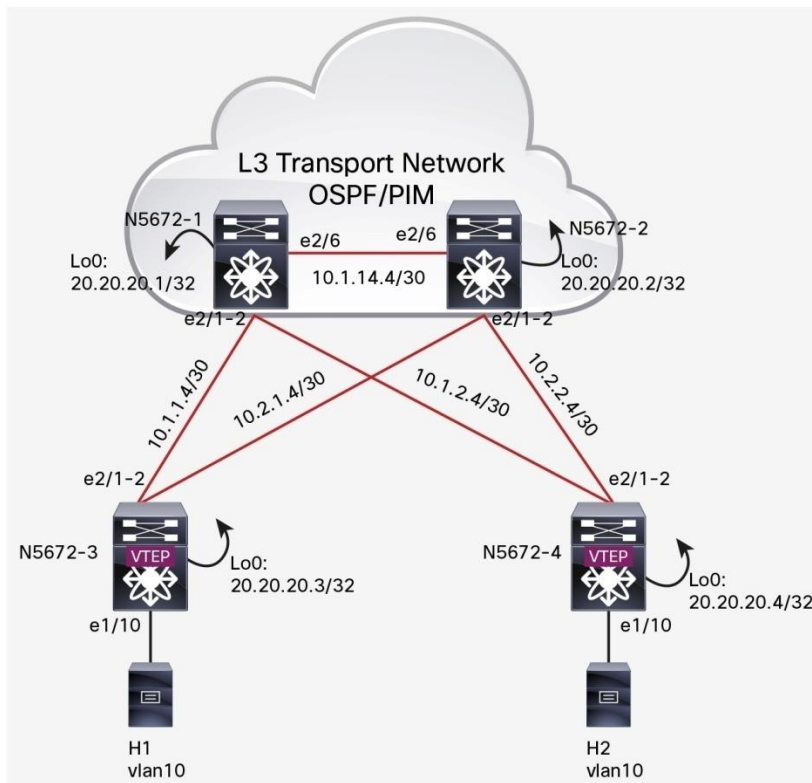 L3 Transport Network
OSPF/PIM
N5672-1
N5672-2
e2/6
e2/6
Lo0:
20.20.20.1/32
Lo0:
20.20.20.2/32
10.1.14.4/30
e2/1-2
e2/1-2
10.1.1.4/30
10.2.1.4/30
10.1.2.4/30
10.2.2.4/30
e2/1-2
e2/1-2
N5672-3
VTEP
Lo0:
20.20.20.3/32
N5672-4
VTEP
Lo0:
20.20.20.4/32
e1/10
e1/10
H1
vlan10
H2
vlan10